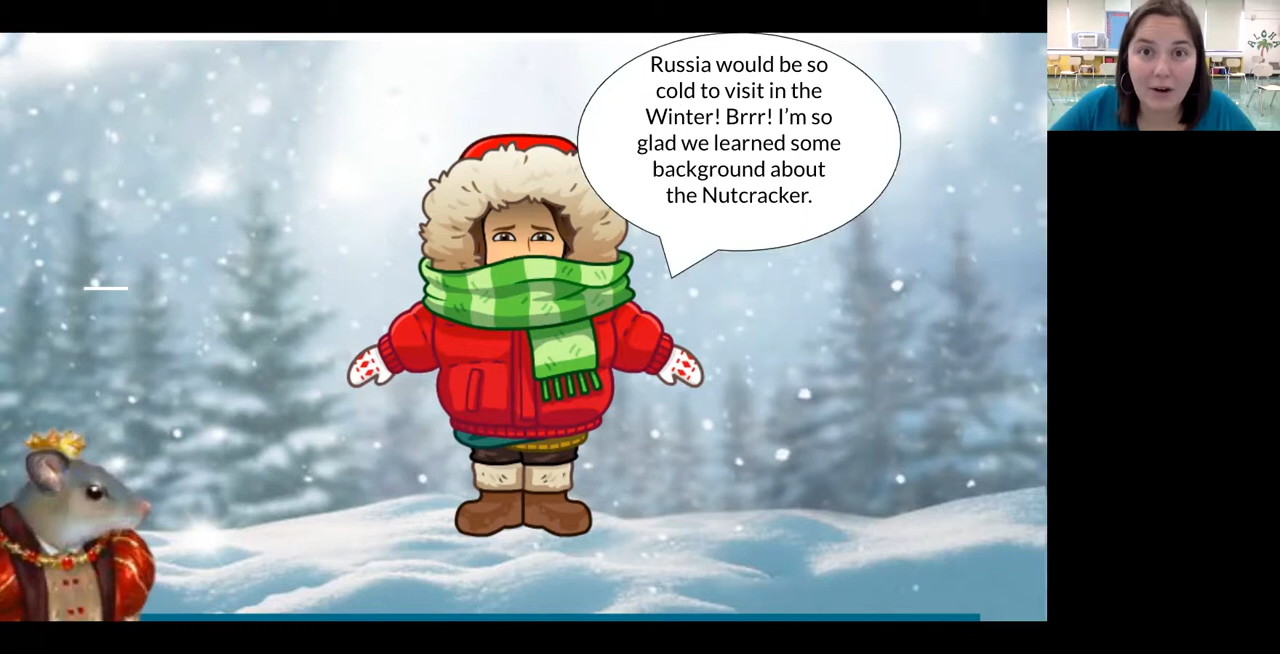 Russia would be so
cold to visit in the
Winter! Brrr! I'm so
glad we learned some
background about
the Nutcracker.
ALOHA